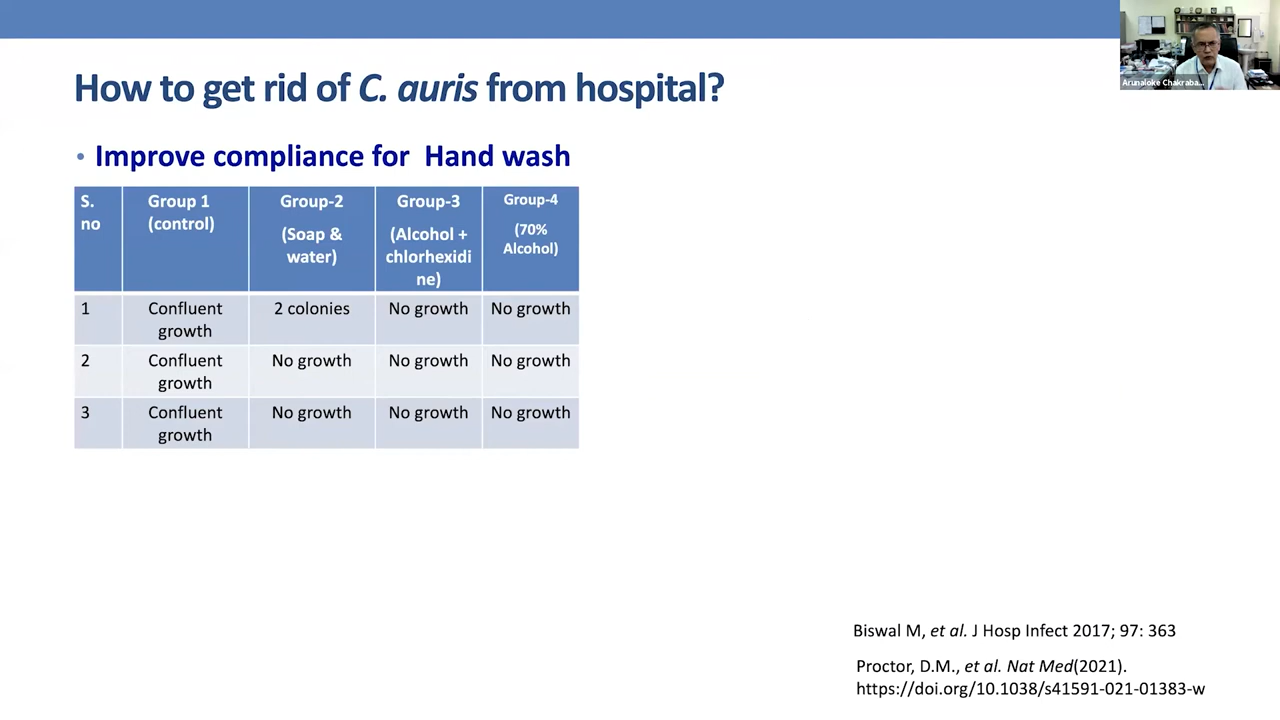 Arunaloke Chakraba...
How to get rid of C. auris from hospital?
• Improve compliance for Hand wash
S. no | Group 1 (control) | Group-2 (Soap & water) | Group-3 (Alcohol + chlorhexidine) | Group-4 (70% Alcohol)
1 | Confluent growth | 2 colonies | No growth | No growth
2 | Confluent growth | No growth | No growth | No growth
3 | Confluent growth | No growth | No growth | No growth
Biswal M, et al. J Hosp Infect 2017; 97: 363
Proctor, D.M., et al. Nat Med(2021).
https://doi.org/10.1038/s41591-021-01383-w